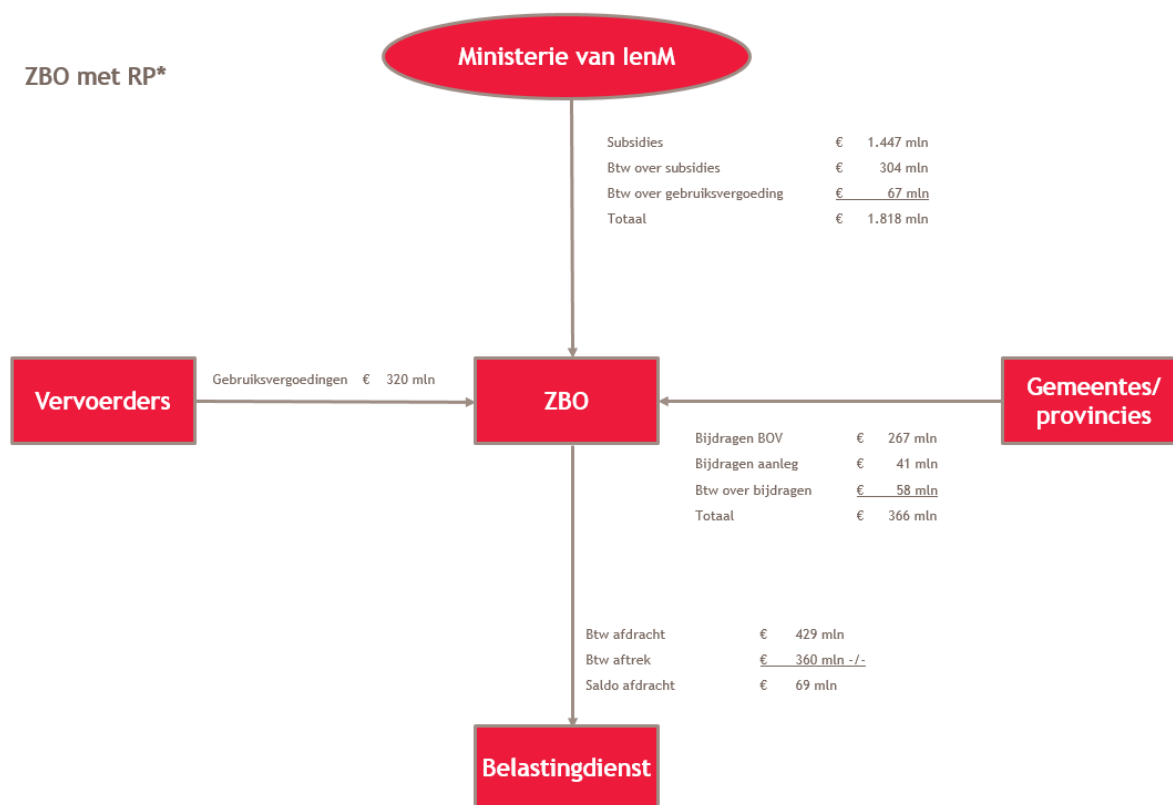 Ministerie van IenM
ZBO met RP*
Subsidies € 1.447 mln
Btw over subsidies € 304 mln
Btw over gebruiksvergoeding € 67 mln
Totaal € 1.818 mln
Gebruiksvergoedingen € 320 mln
Vervoerders
ZBO
Gemeentes/
provincies
Bijdragen BOV € 267 mln
Bijdragen aanleg € 41 mln
Btw over bijdragen € 58 mln
Totaal € 366 mln
Btw afdracht € 429 mln
Btw aftrek € 360 mln -/-
Saldo afdracht € 69 mln
Belastingdienst